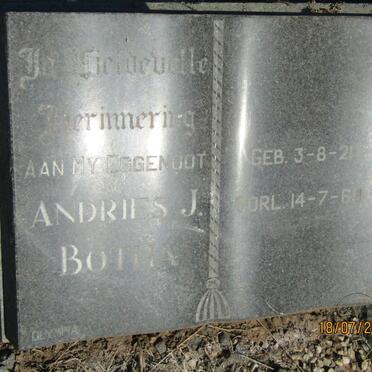 In Liefdevolle
Herinnering
AAN MY EGGENOOT
ANDRIES J.
BOTHA
GEB. 3-8-21
OORL. 14-7-6
OLYMPIA
18/07/2